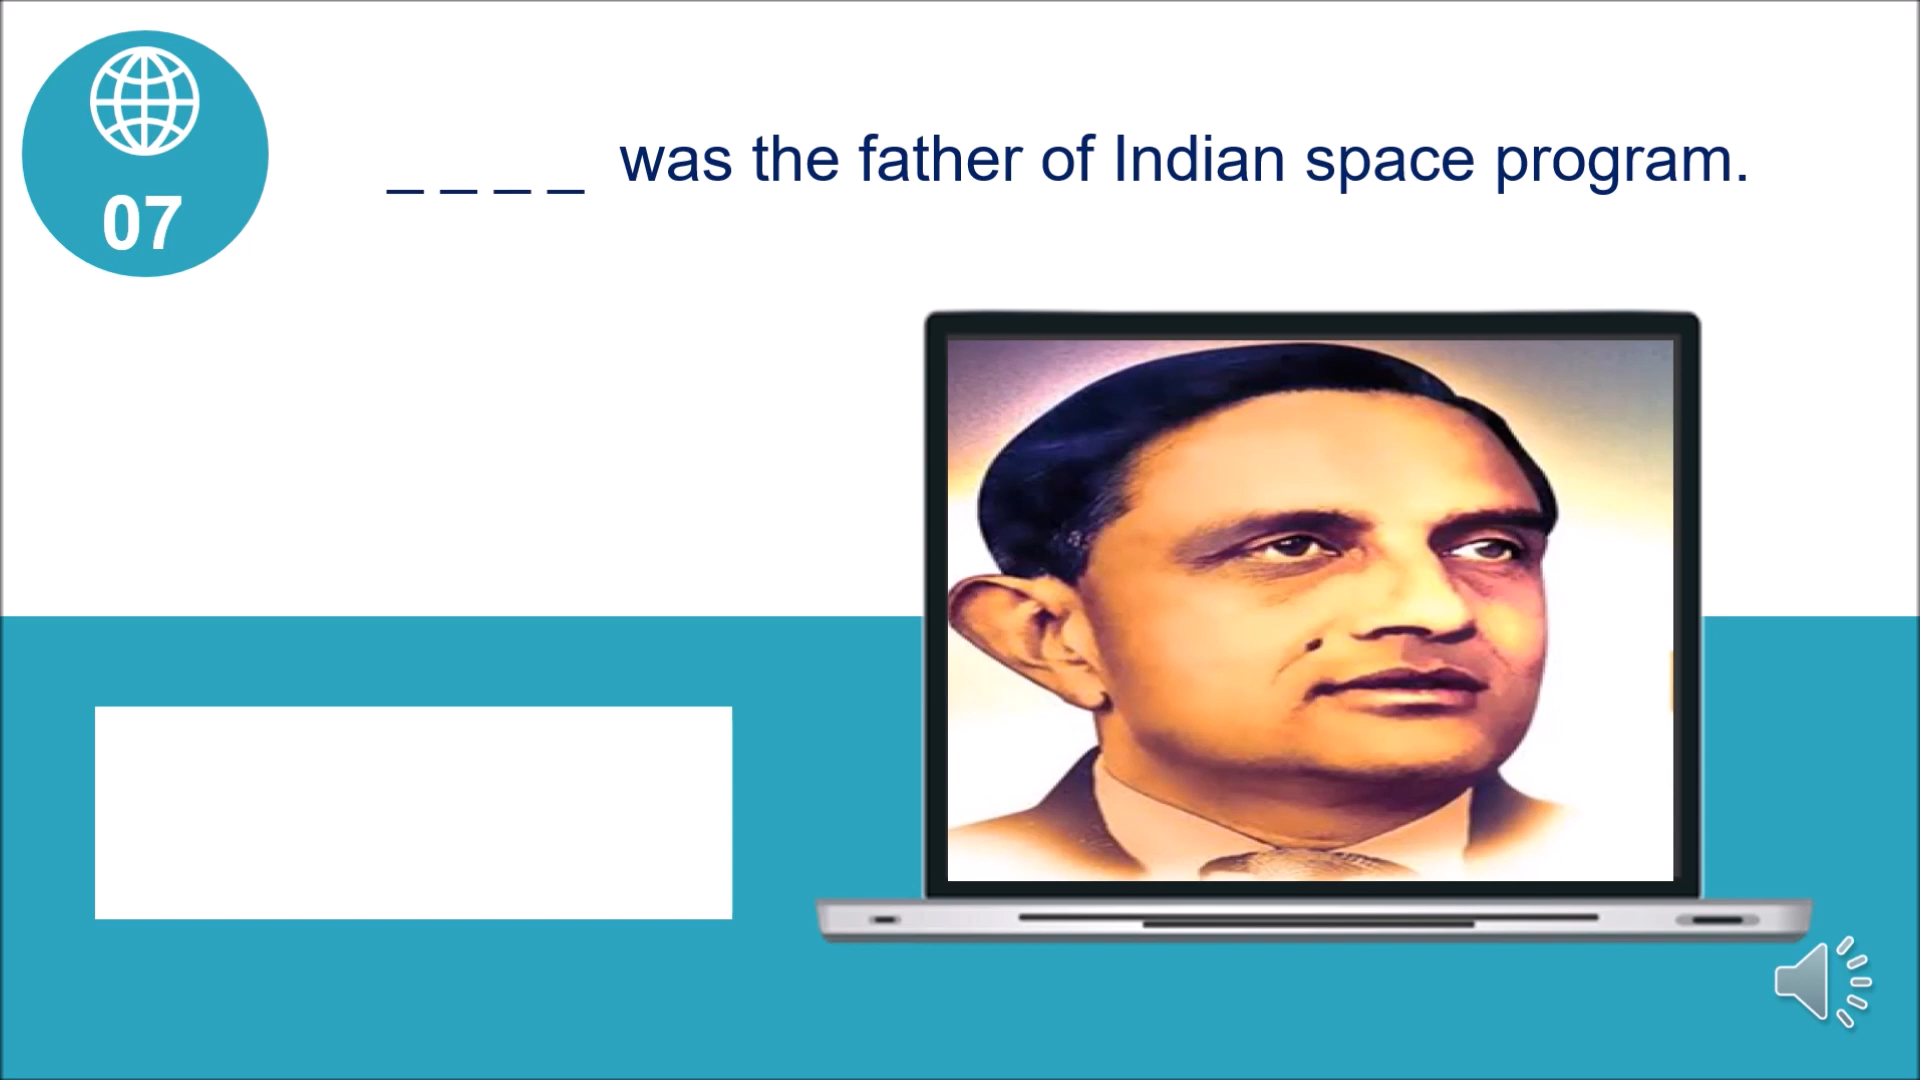 07
_ _ _ _ was the father of Indian space program.